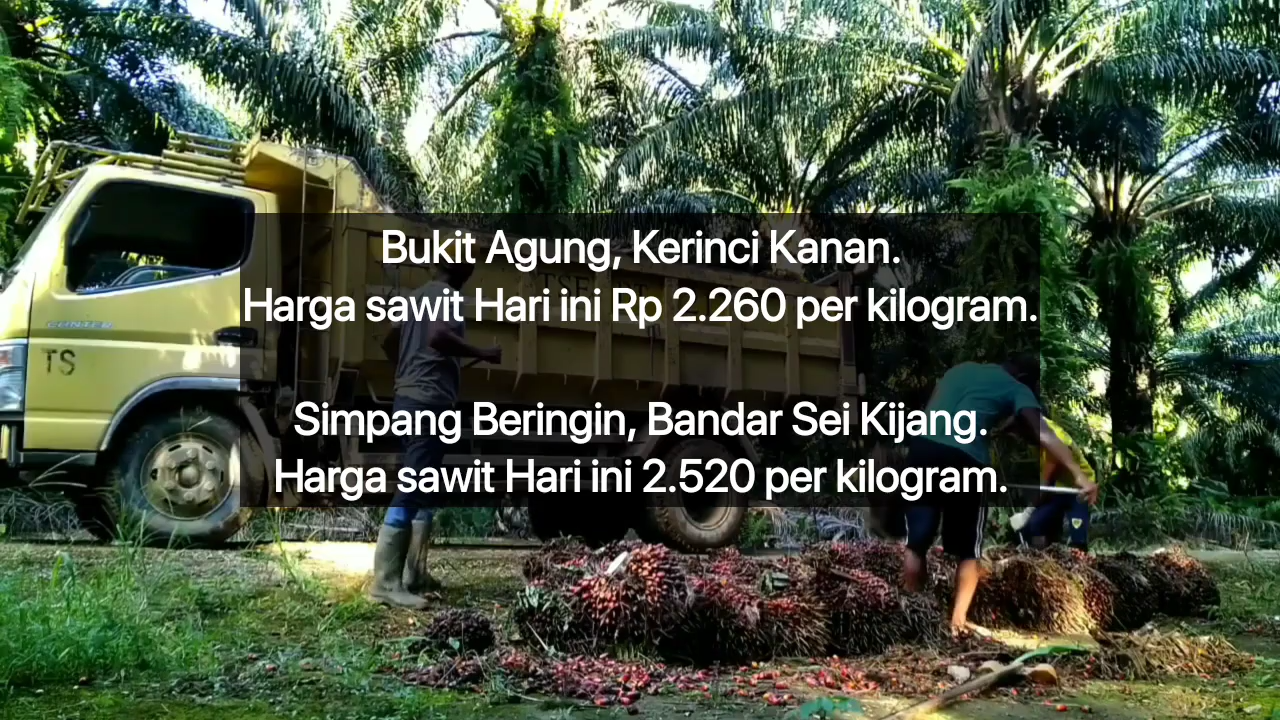 Bukit Agung, Kerinci Kanan.
Harga sawit Hari ini Rp 2.260 per kilogram.
Simpang Beringin, Bandar Sei Kijang.
Harga sawit Hari ini 2.520 per kilogram.
CANTER
TS